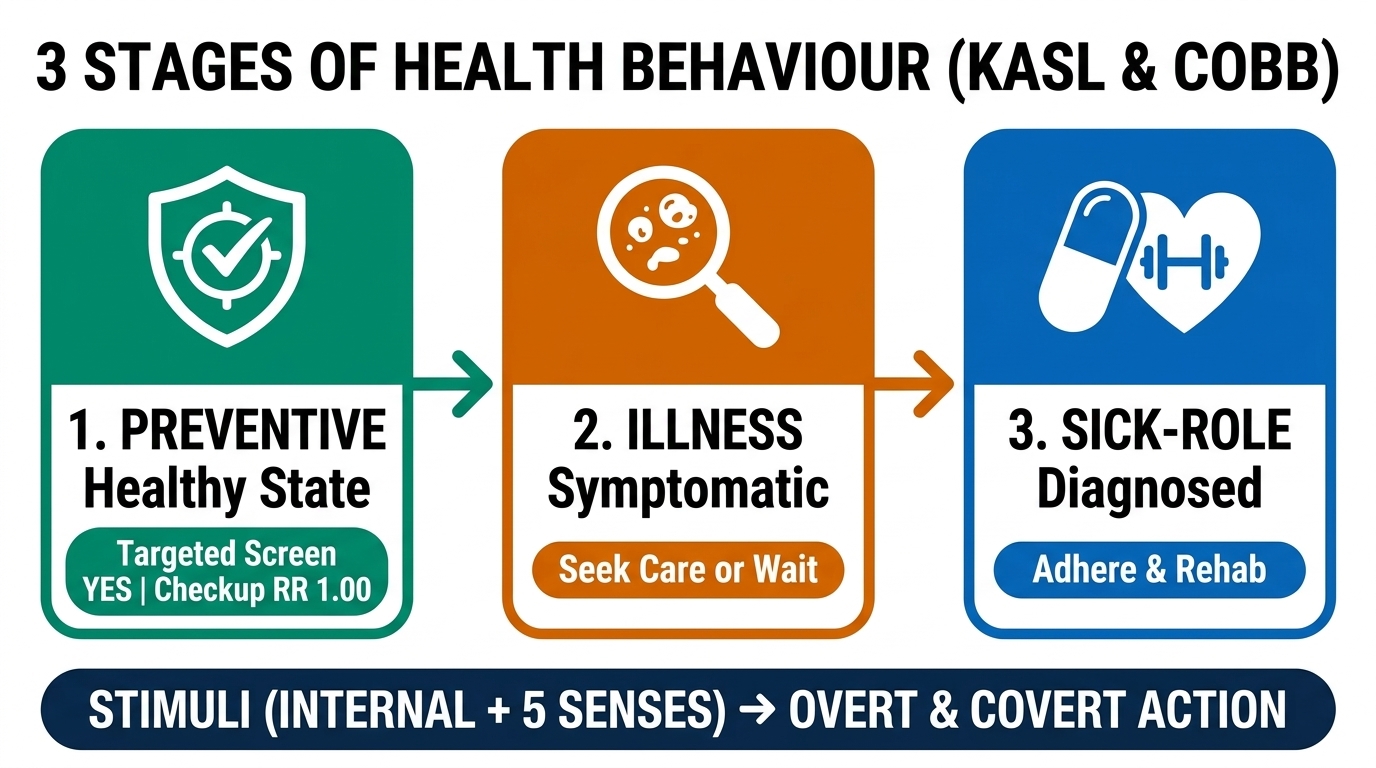 3 STAGES OF HEALTH BEHAVIOUR (KASL & COBB)
1. PREVENTIVE
Healthy State
Targeted Screen
YES | Checkup RR 1.00
2. ILLNESS
Symptomatic
Seek Care or Wait
3. SICK-ROLE
Diagnosed
Adhere & Rehab
STIMULI (INTERNAL + 5 SENSES) → OVERT & COVERT ACTION